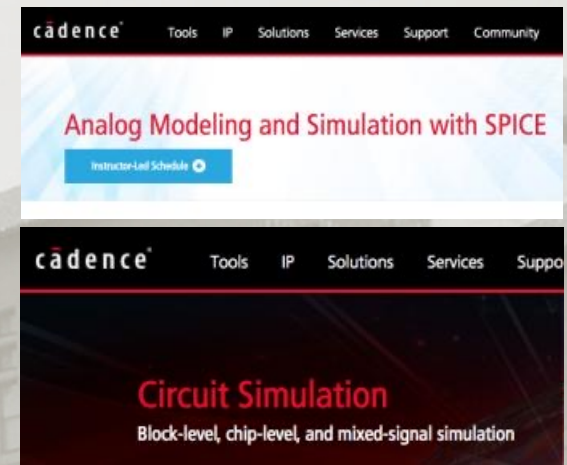 cādence Tools IP Solutions Services Support Community
Analog Modeling and Simulation with SPICE
Instructor-Led Schedule
cādence Tools IP Solutions Services Suppo
Circuit Simulation
Block-level, chip-level, and mixed-signal simulation